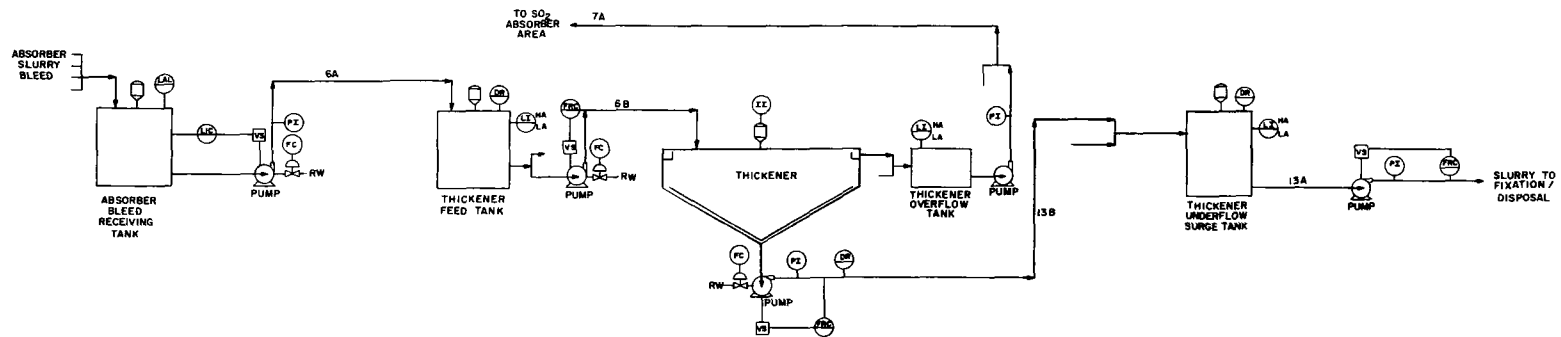 TO SO2
ABSORBER
AREA
7A
ABSORBER
SLURRY
BLEED
LAL
6A
LIC
VS
PI
FC
RW
PUMP
ABSORBER
BLEED
RECEIVING
TANK
DR
LI
HA
LA
THICKENER
FEED TANK
FRC
6B
VS
FC
RW
PUMP
II
THICKENER
LI
HA
LA
THICKENER
OVERFLOW
TANK
PI
PUMP
FC
RW
PUMP
PI
DR
VS
FRC
13B
DR
LI
HA
LA
THICKENER
UNDERFLOW
SURGE TANK
13A
VS
PI
FRC
PUMP
SLURRY TO
FIXATION/
DISPOSAL